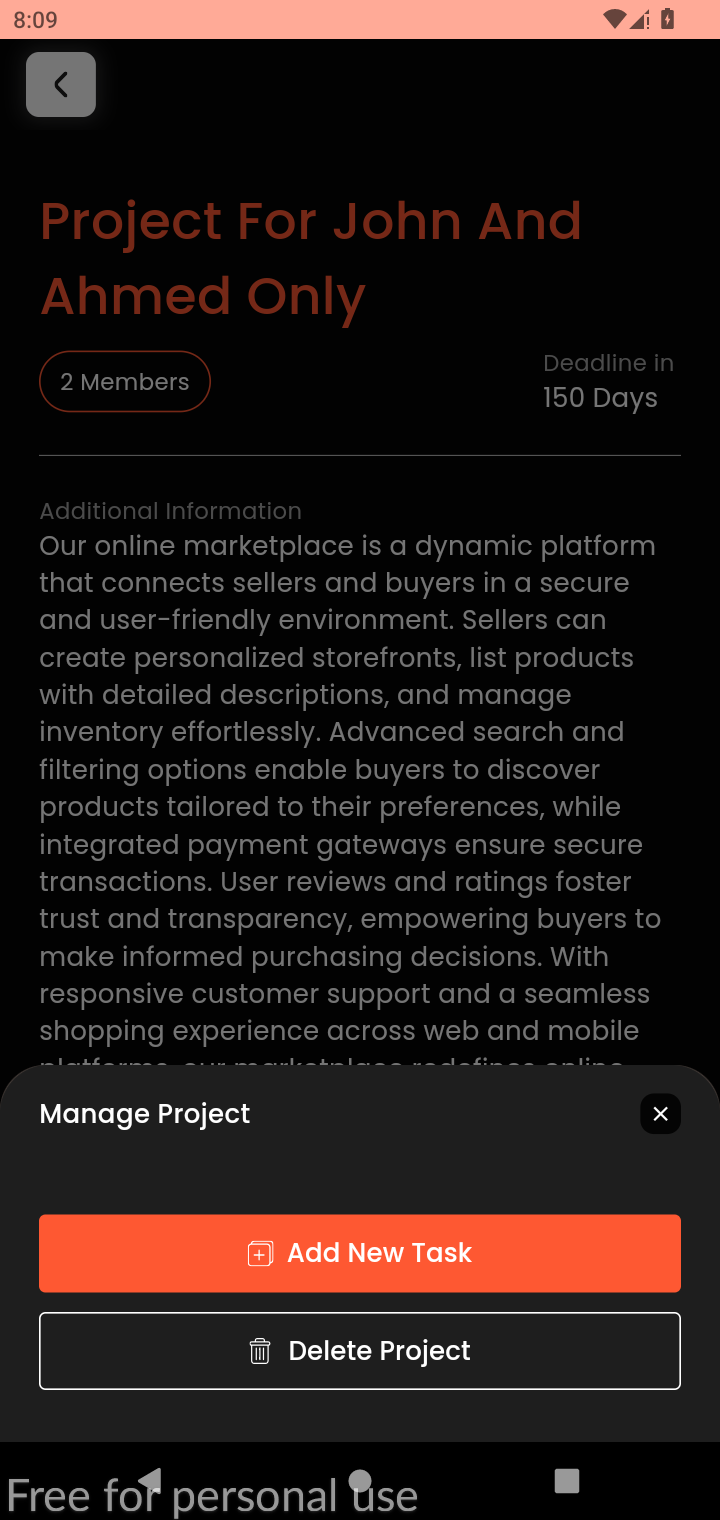 8:09
Project For John And
Ahmed Only
2 Members
Deadline in
150 Days
Additional Information
Our online marketplace is a dynamic platform
that connects sellers and buyers in a secure
and user-friendly environment. Sellers can
create personalized storefronts, list products
with detailed descriptions, and manage
inventory effortlessly. Advanced search and
filtering options enable buyers to discover
products tailored to their preferences, while
integrated payment gateways ensure secure
transactions. User reviews and ratings foster
trust and transparency, empowering buyers to
make informed purchasing decisions. With
responsive customer support and a seamless
shopping experience across web and mobile
platforms, our marketplace redefines online
Manage Project
Add New Task
Delete Project
Free for personal use